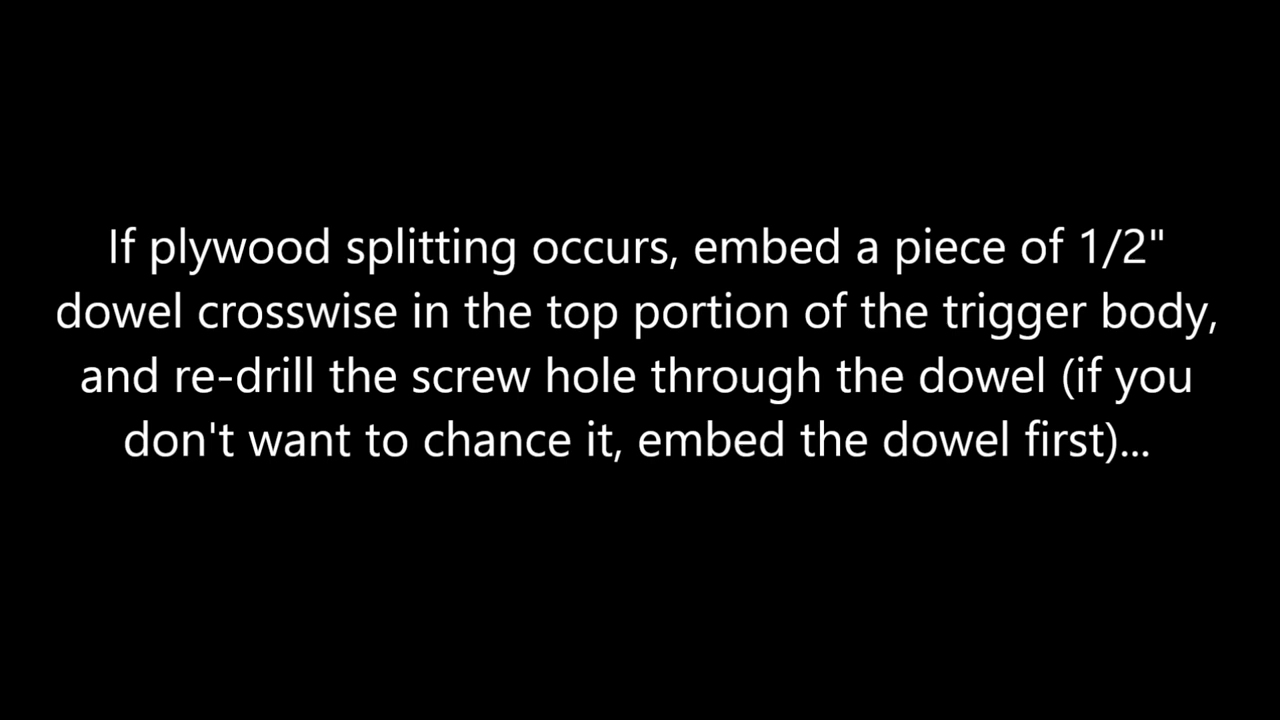 If plywood splitting occurs, embed a piece of 1/2"
dowel crosswise in the top portion of the trigger body,
and re-drill the screw hole through the dowel (if you
don't want to chance it, embed the dowel first)...